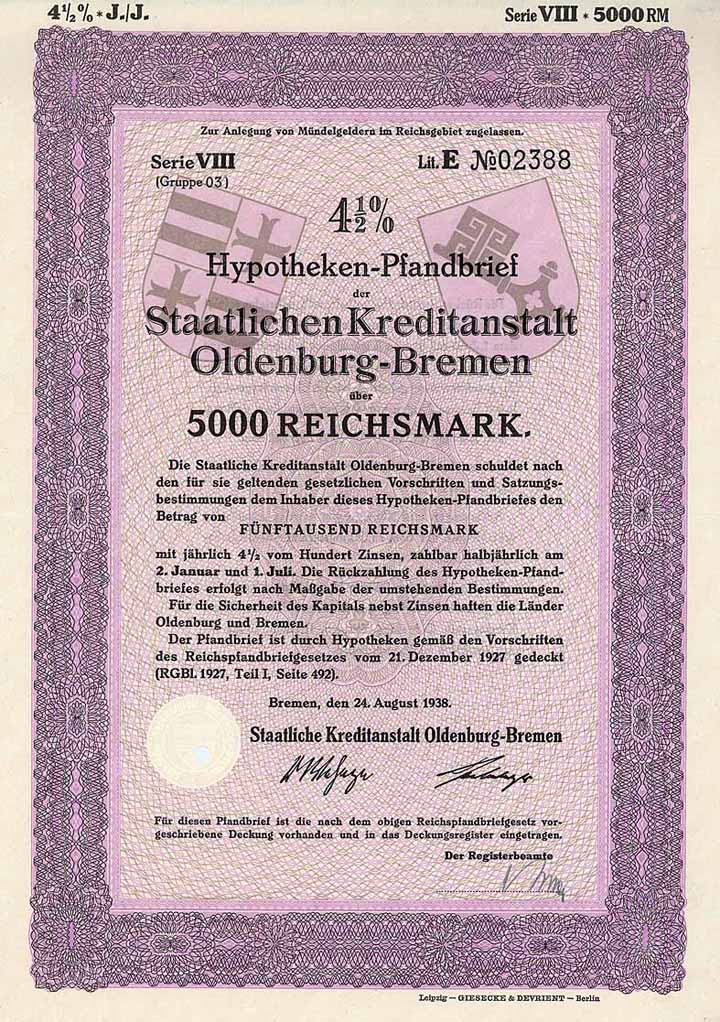 4½% * J./J.
Serie VIII * 5000 RM
Zur Anlegung von Mündelgeldern im Reichsgebiet zugelassen.
Serie VIII
Lit. E №02388
(Gruppe 03)
4½%
Hypotheken-Pfandbrief
der
Staatlichen Kreditanstalt
Oldenburg-Bremen
über
5000 REICHSMARK.
Die Staatliche Kreditanstalt Oldenburg-Bremen schuldet nach
den für sie geltenden gesetzlichen Vorschriften und Satzungs-
bestimmungen dem Inhaber dieses Hypotheken-Pfandbriefes den
Betrag von
FÜNFTAUSEND REICHSMARK
mit jährlich 4½ vom Hundert Zinsen, zahlbar halbjährlich am
2. Januar und 1. Juli. Die Rückzahlung des Hypotheken-Pfand-
briefes erfolgt nach Maßgabe der umstehenden Bestimmungen.
Für die Sicherheit des Kapitals nebst Zinsen haften die Länder
Oldenburg und Bremen.
Der Pfandbrief ist durch Hypotheken gemäß den Vorschriften
des Reichspfandbriefgesetzes vom 21. Dezember 1927 gedeckt
(RGBl. 1927, Teil I, Seite 492).
Bremen, den 24. August 1938.
Staatliche Kreditanstalt Oldenburg-Bremen
Für diesen Pfandbrief ist die nach dem obigen Reichspfandbriefgesetz vor-
geschriebene Deckung vorhanden und in das Deckungsregister eingetragen.
Der Registerbeamte
Leipzig — GIESECKE & DEVRIENT — Berlin